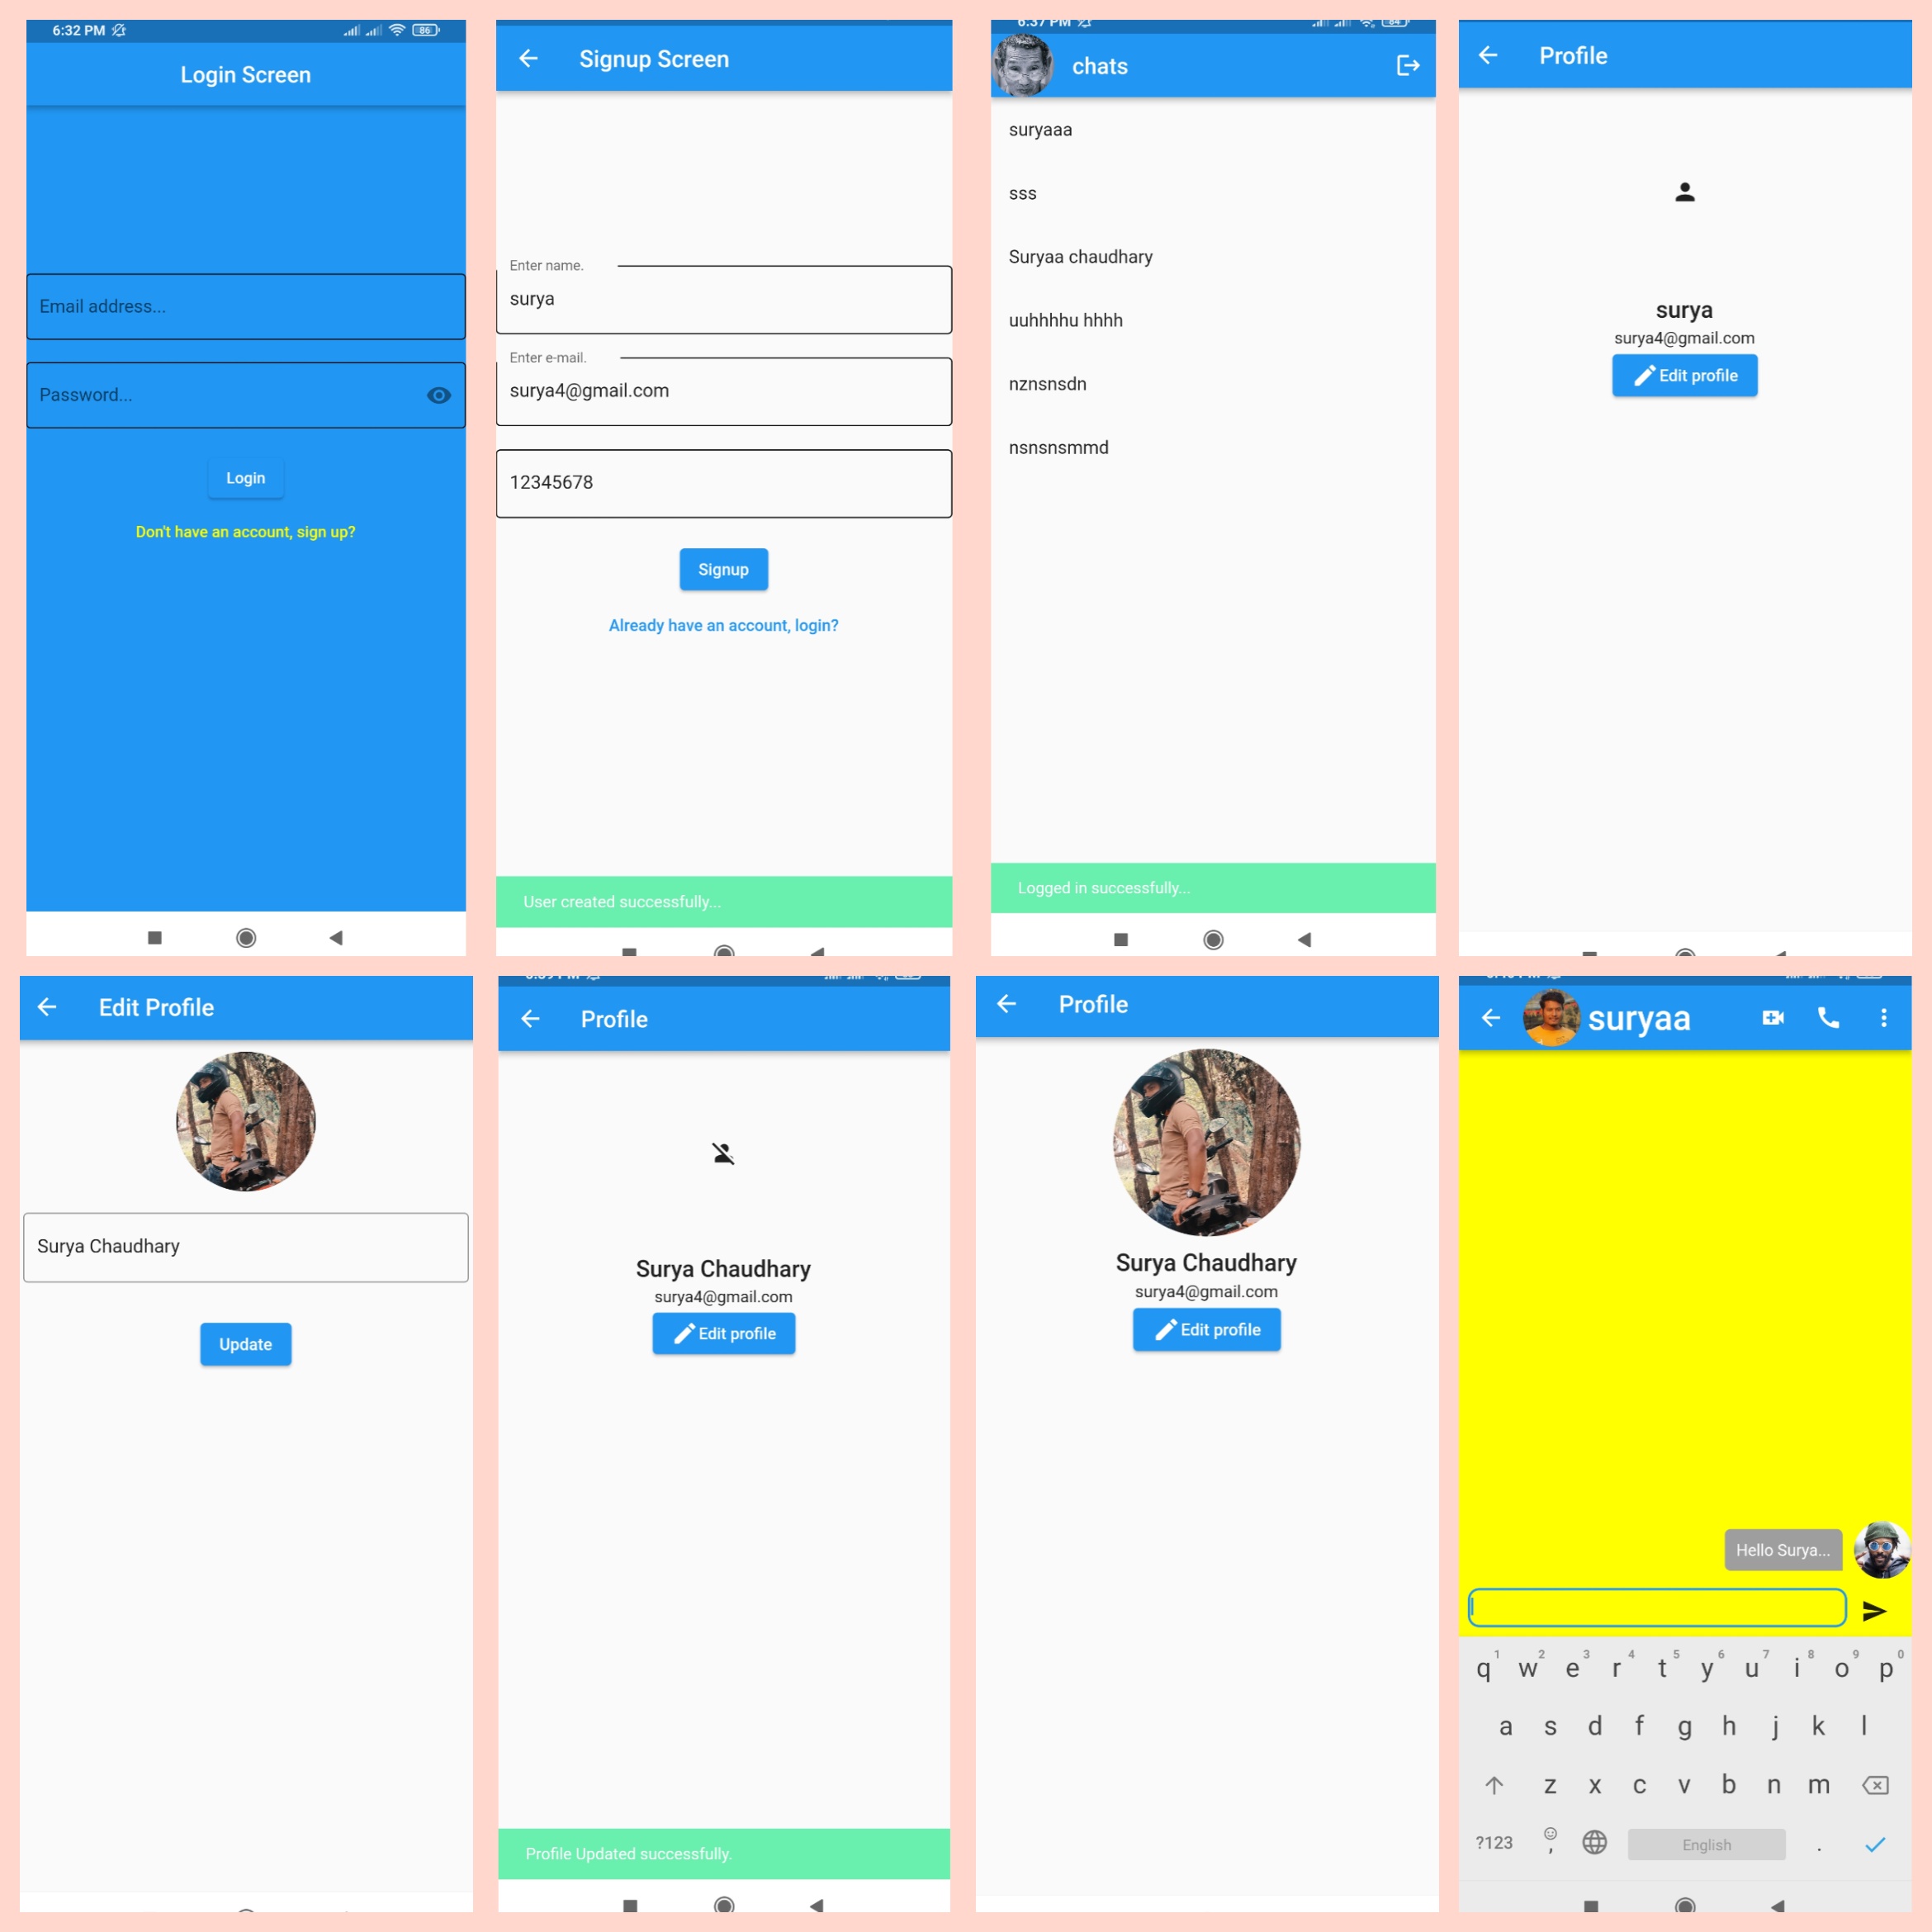 6:32 PM
86
Login Screen
Email address...
Password...
Login
Don't have an account, sign up?
Signup Screen
Enter name.
surya
Enter e-mail.
surya4@gmail.com
12345678
Signup
Already have an account, login?
User created successfully...
6:37 PM
84
chats
suryaaa
sss
Suryaa chaudhary
uuhhhhu hhhh
nznsnsdn
nsnsnsmmd
Logged in successfully...
Profile
surya
surya4@gmail.com
Edit profile
Edit Profile
Surya Chaudhary
Update
Profile
Surya Chaudhary
surya4@gmail.com
Edit profile
Profile Updated successfully.
Profile
Surya Chaudhary
surya4@gmail.com
Edit profile
suryaa
Hello Surya...
1 2 3 4 5 6 7 8 9 0
q w e r t y u i o p
a s d f g h j k l
z x c v b n m
?123 , English .